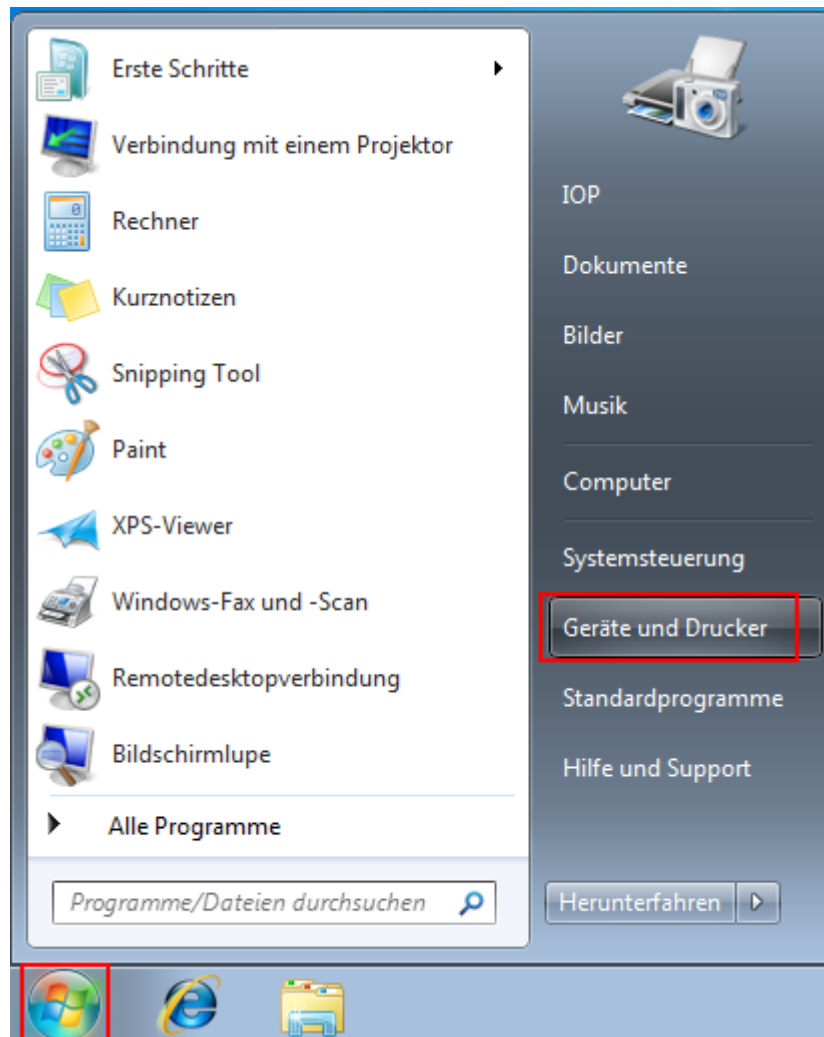 Erste Schritte
Verbindung mit einem Projektor
Rechner
Kurznotizen
Snipping Tool
Paint
XPS-Viewer
Windows-Fax und -Scan
Remotedesktopverbindung
Bildschirmlupe
Alle Programme
Programme/Dateien durchsuchen
IOP
Dokumente
Bilder
Musik
Computer
Systemsteuerung
Geräte und Drucker
Standardprogramme
Hilfe und Support
Herunterfahren